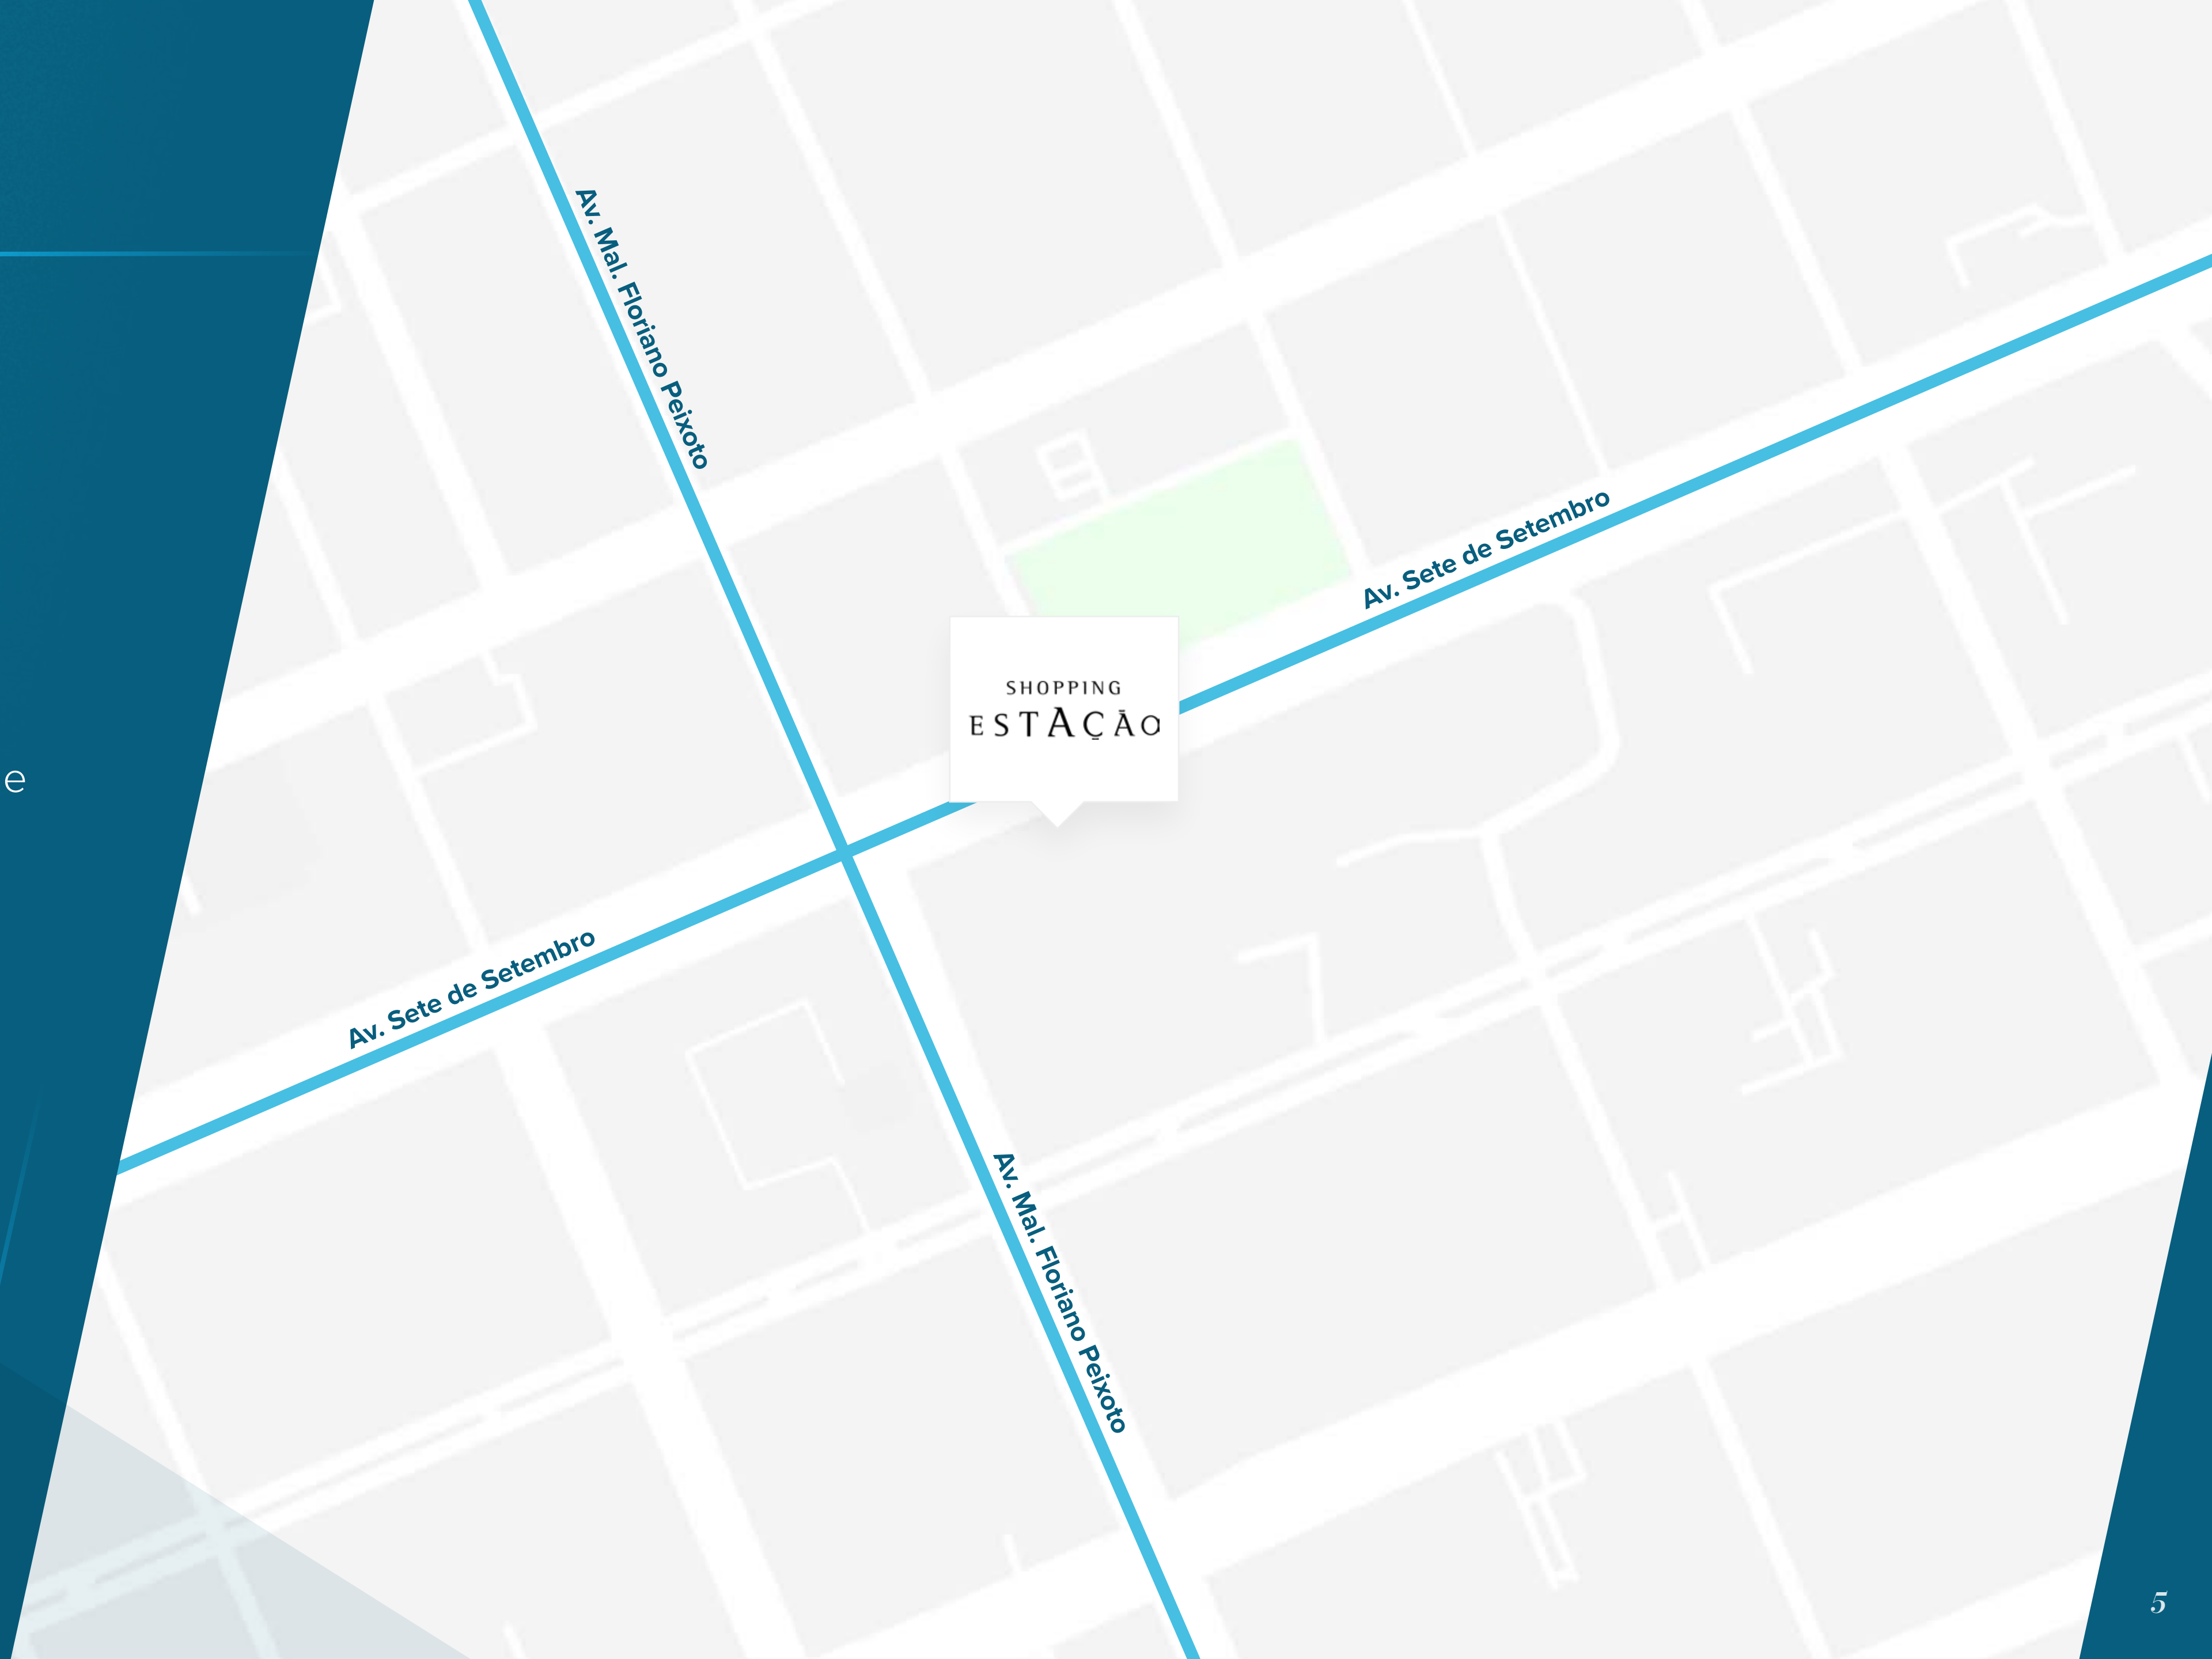 Av. Mal. Floriano Peixoto
Av. Sete de Setembro
SHOPPING
ESTAÇÃO
e
Av. Sete de Setembro
Av. Mal. Floriano Peixoto
5